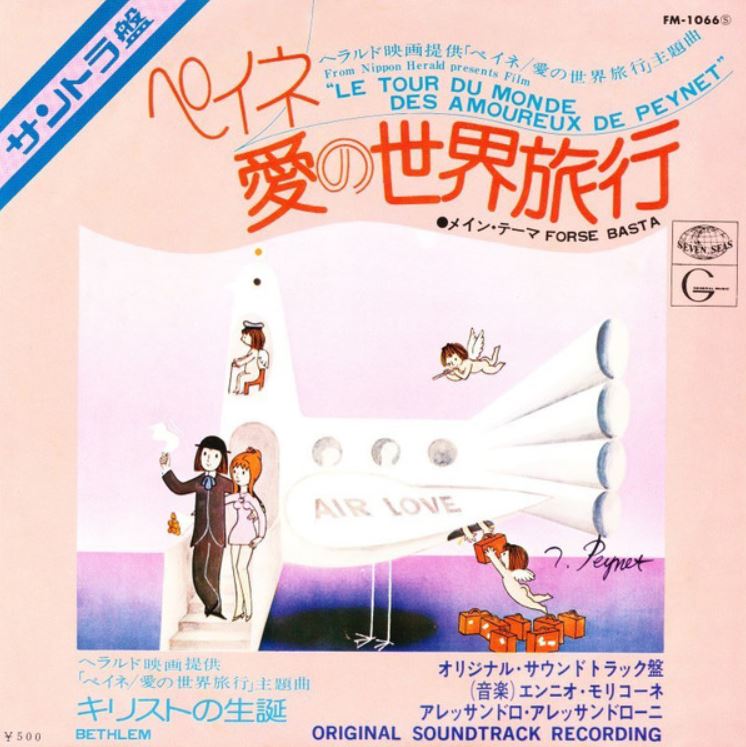 FM-1066Ⓢ
サントラ盤
ヘラルド映画提供「ペイネ/愛の世界旅行」主題曲
From Nippon Herald presents Film
"LE TOUR DU MONDE
DES AMOUREUX DE PEYNET"
ペイネ
愛の世界旅行
●メイン・テーマ FORSE BASTA
SEVEN SEAS
G GENERAL MUSIC
AIR LOVE
J. Peynet
ヘラルド映画提供
「ペイネ/愛の世界旅行」主題曲
キリストの生誕
BETHLEM
¥500
オリジナル・サウンドトラック盤
(音楽)エンニオ・モリコーネ
アレッサンドロ・アレッサンドローニ
ORIGINAL SOUNDTRACK RECORDING